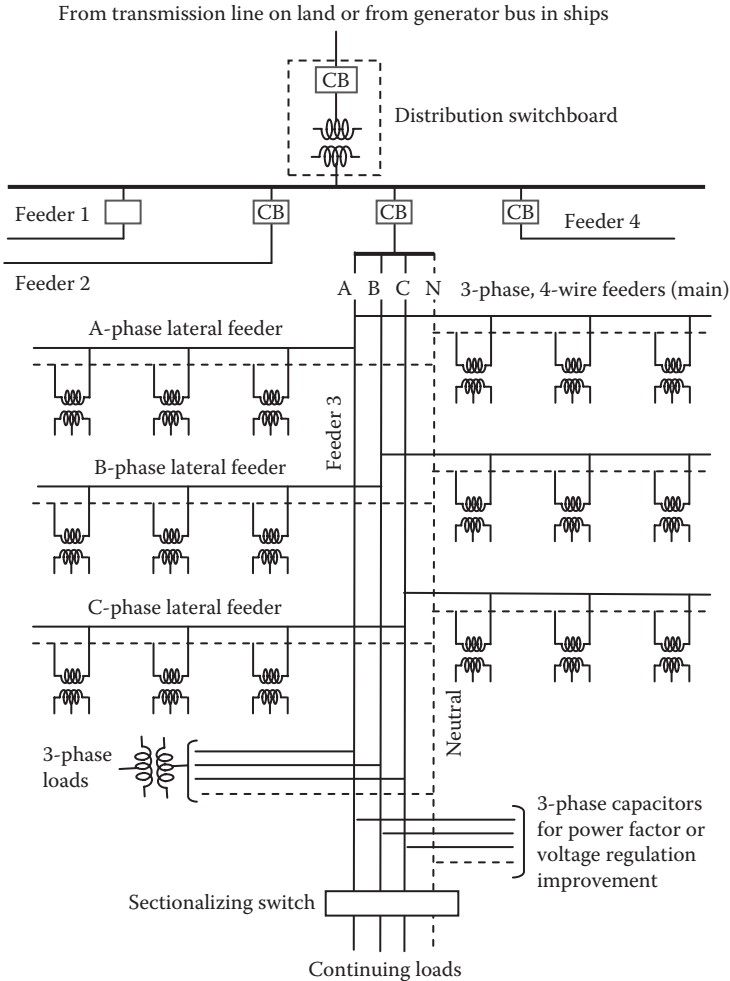 From transmission line on land or from generator bus in ships
CB
Distribution switchboard
Feeder 1
CB
CB
CB
Feeder 4
Feeder 2
A B C N
3-phase, 4-wire feeders (main)
A-phase lateral feeder
Feeder 3
B-phase lateral feeder
C-phase lateral feeder
Neutral
3-phase
loads
3-phase capacitors
for power factor or
voltage regulation
improvement
Sectionalizing switch
Continuing loads